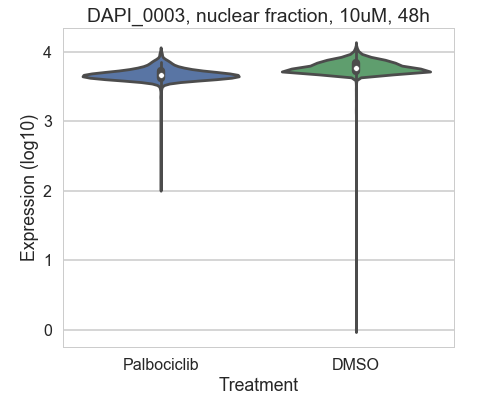 DAPI_0003, nuclear fraction, 10uM, 48h
4
3
2
1
0
Expression (log10)
Palbociclib
DMSO
Treatment